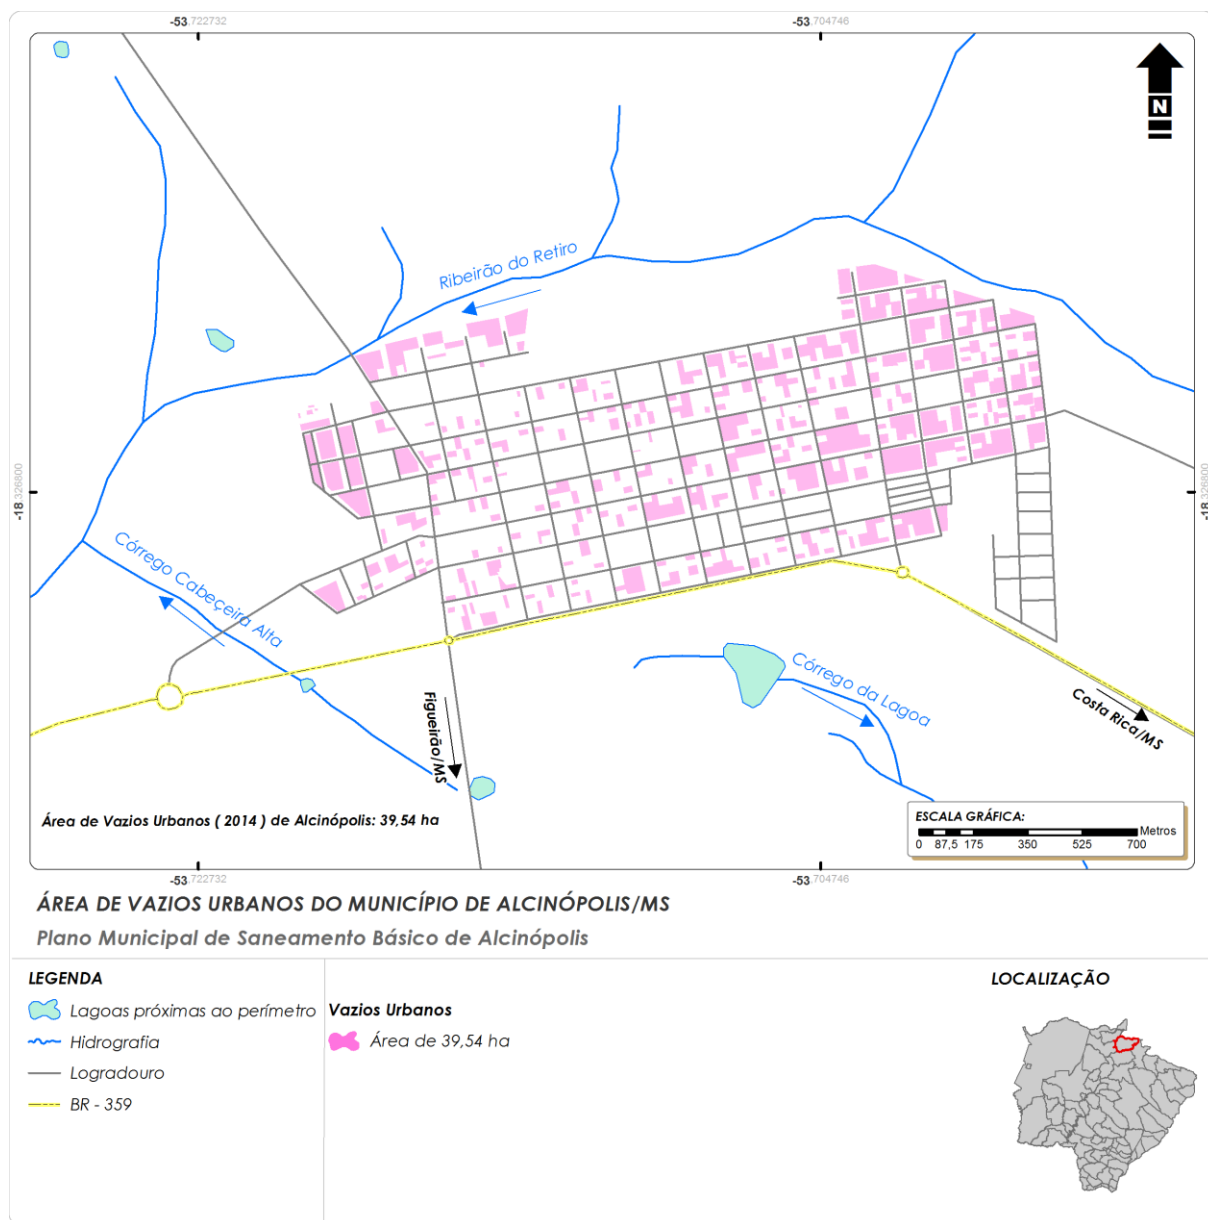 -53.722732
-53.704746
N
Ribeirão do Retiro
-18.326800
-18.326800
Córrego Cabeçeira Alta
Córrego da Lagoa
Figueirão/MS
Costa Rica/MS
Área de Vazios Urbanos ( 2014 ) de Alcinópolis: 39,54 ha
ESCALA GRÁFICA:
Metros
0 87,5 175 350 525 700
-53.722732
-53.704746
ÁREA DE VAZIOS URBANOS DO MUNICÍPIO DE ALCINÓPOLIS/MS
Plano Municipal de Saneamento Básico de Alcinópolis
LEGENDA
Lagoas próximas ao perímetro
Hidrografia
Logradouro
BR - 359
Vazios Urbanos
Área de 39,54 ha
LOCALIZAÇÃO